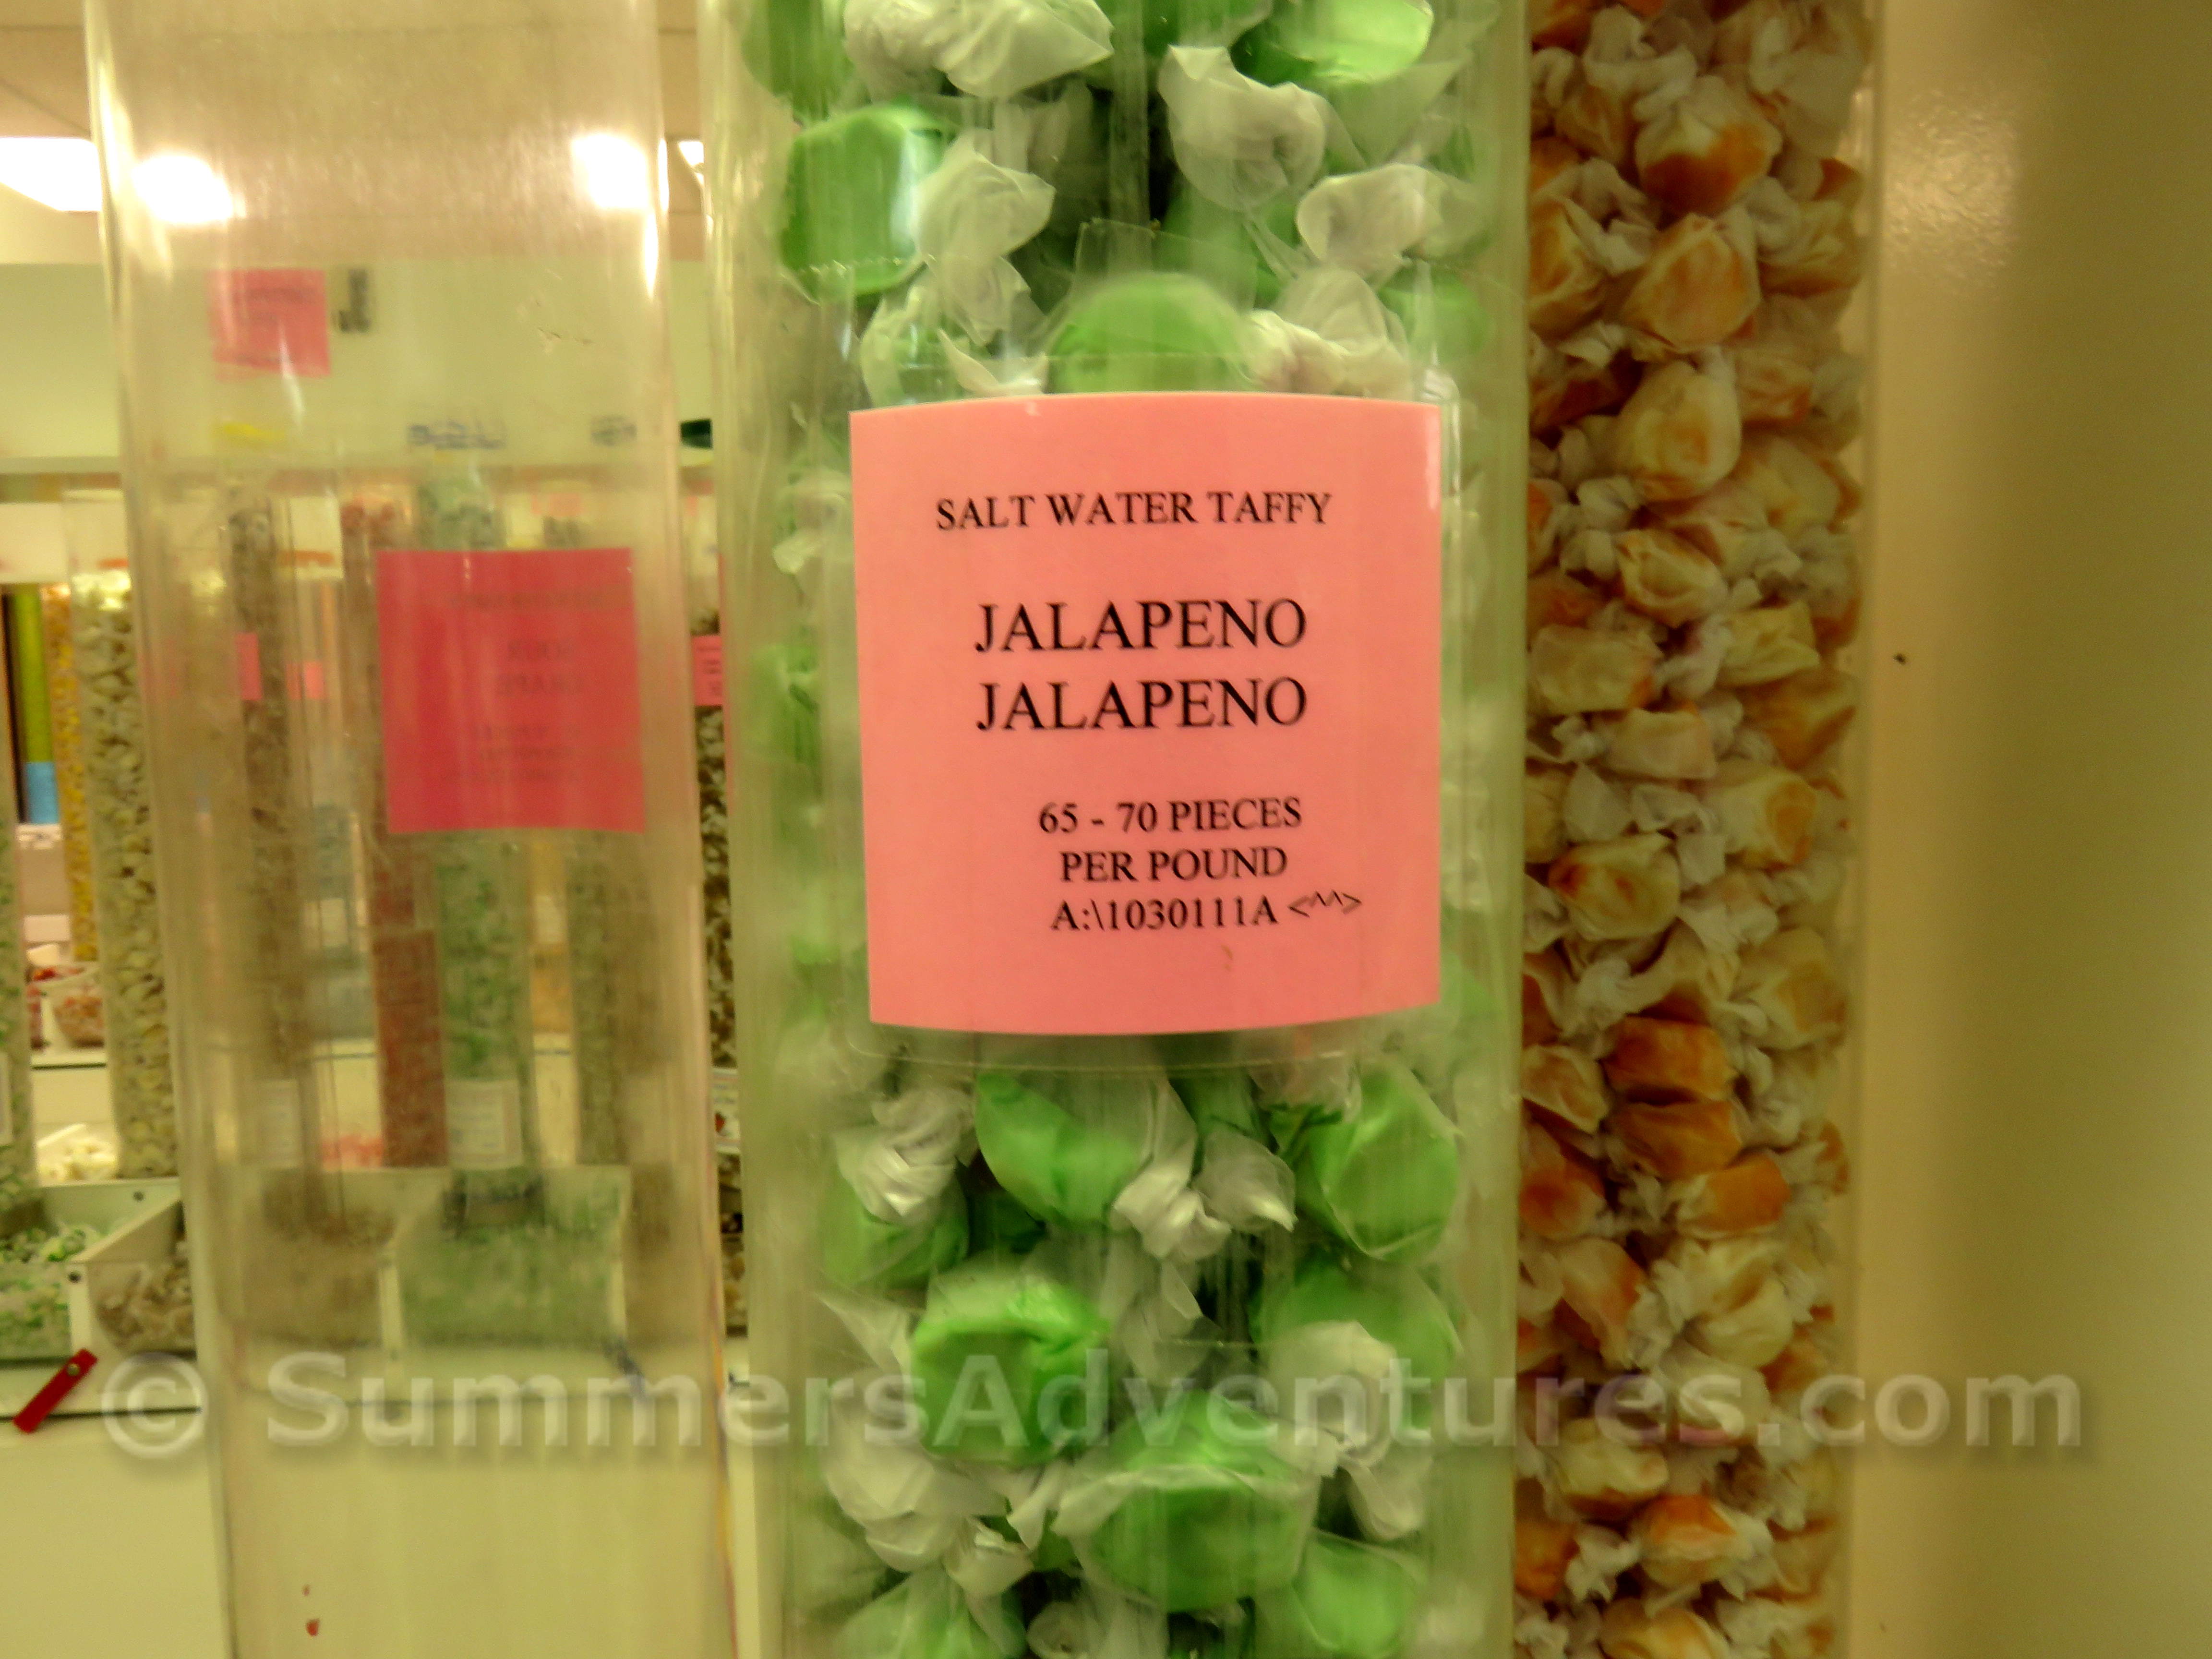 SALT WATER TAFFY
JALAPENO
JALAPENO
65 - 70 PIECES
PER POUND
A:\1030111A <^^>
© SummersAdventures.com